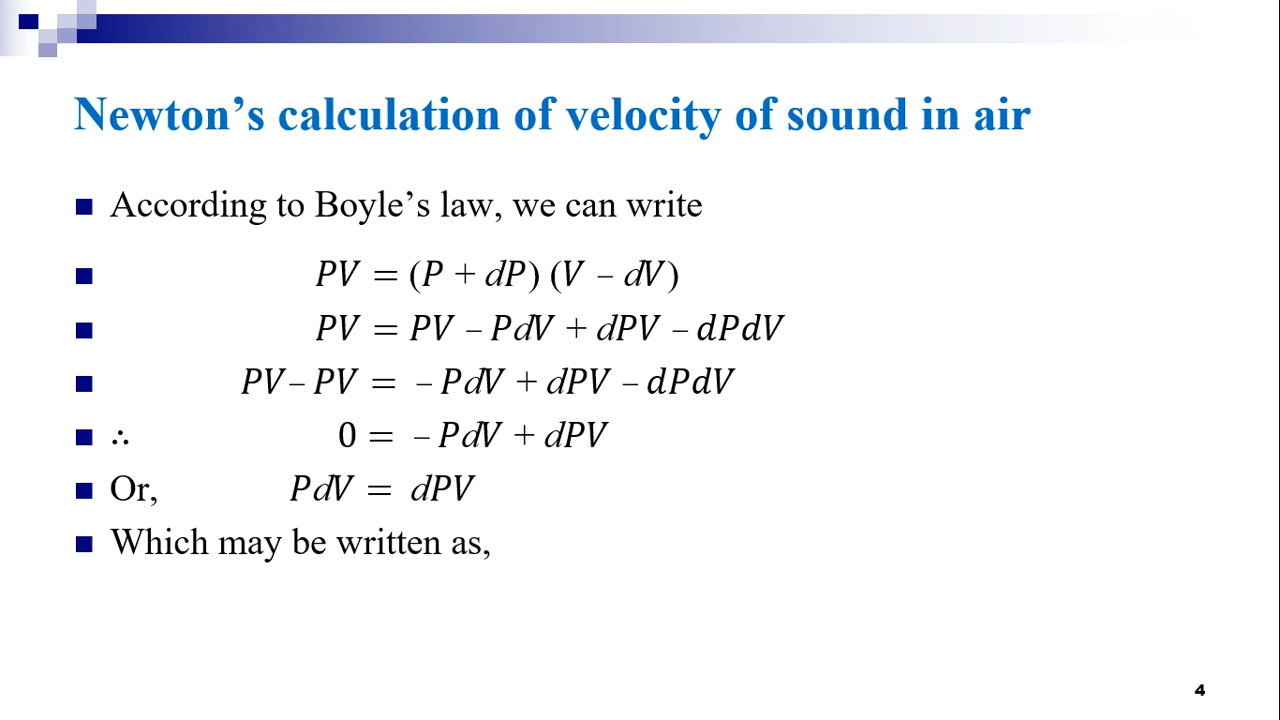 Newton’s calculation of velocity of sound in air
According to Boyle’s law, we can write
PV = (P + dP) (V – dV)
PV = PV – PdV + dPV – dPdV
PV – PV = – PdV + dPV – dPdV
∴ 0 = – PdV + dPV
Or, PdV = dPV
Which may be written as,
4